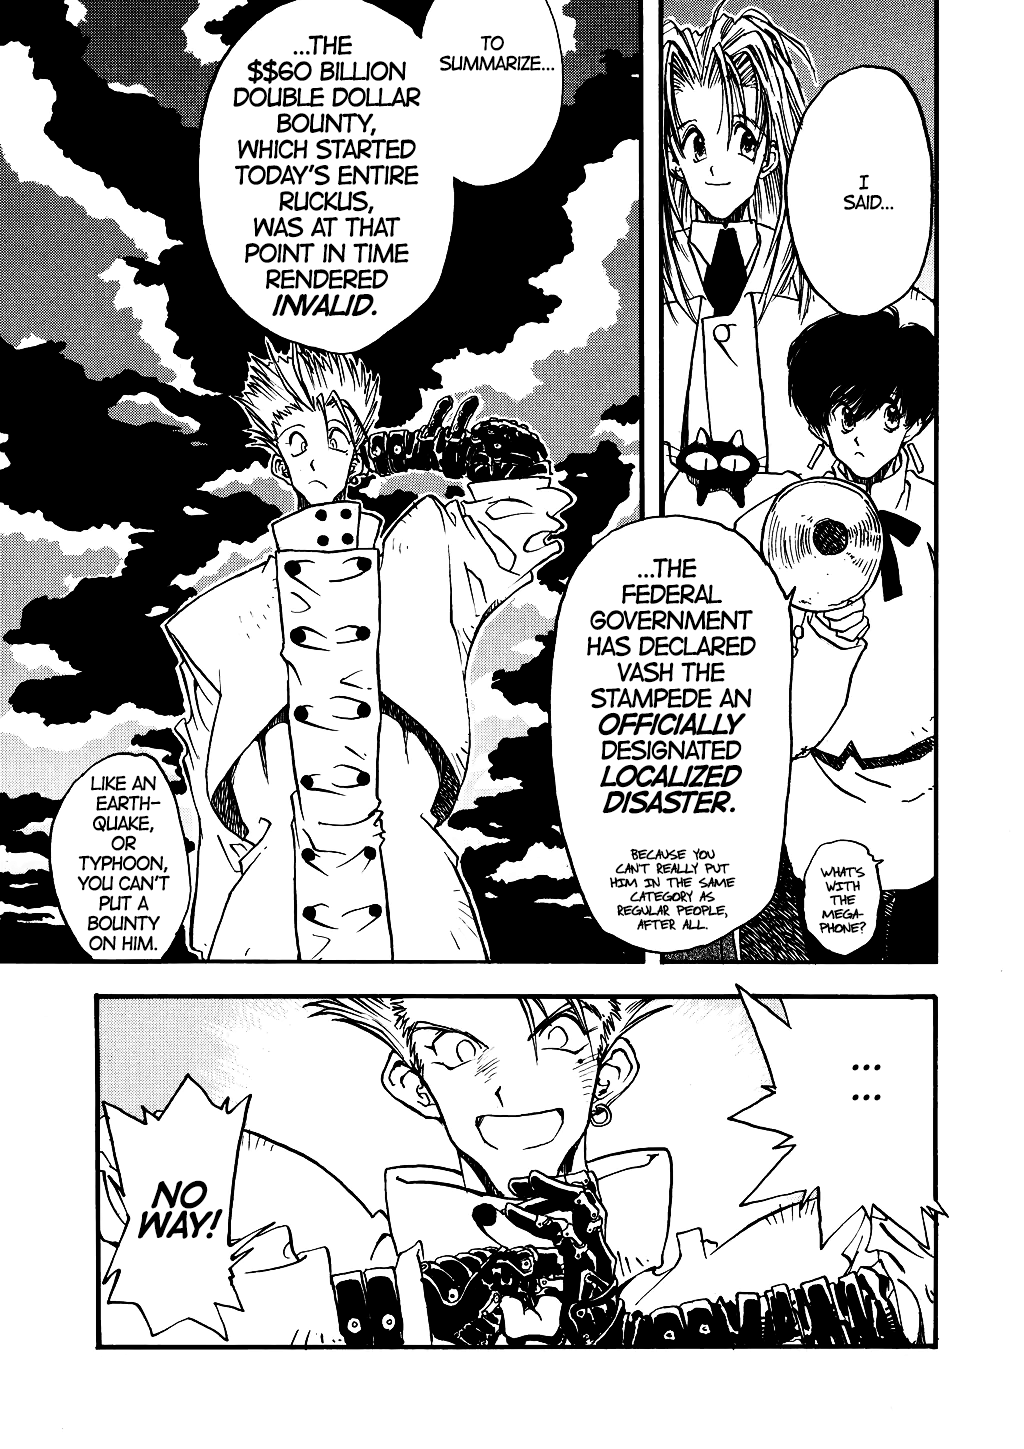 I
SAID...
...THE
FEDERAL
GOVERNMENT
HAS DECLARED
VASH THE
STAMPEDE AN
OFFICIALLY
DESIGNATED
LOCALIZED
DISASTER.
BECAUSE YOU
CAN'T REALLY PUT
HIM IN THE SAME
CATEGORY AS
REGULAR PEOPLE,
AFTER ALL.
WHAT'S
WITH
THE
MEGA-
PHONE?
TO
SUMMARIZE...
...THE
$$60 BILLION
DOUBLE DOLLAR
BOUNTY,
WHICH STARTED
TODAY'S ENTIRE
RUCKUS,
WAS AT THAT
POINT IN TIME
RENDERED
INVALID.
LIKE AN
EARTH-
QUAKE,
OR
TYPHOON,
YOU CAN'T
PUT A
BOUNTY
ON HIM.
...
...
NO
WAY!